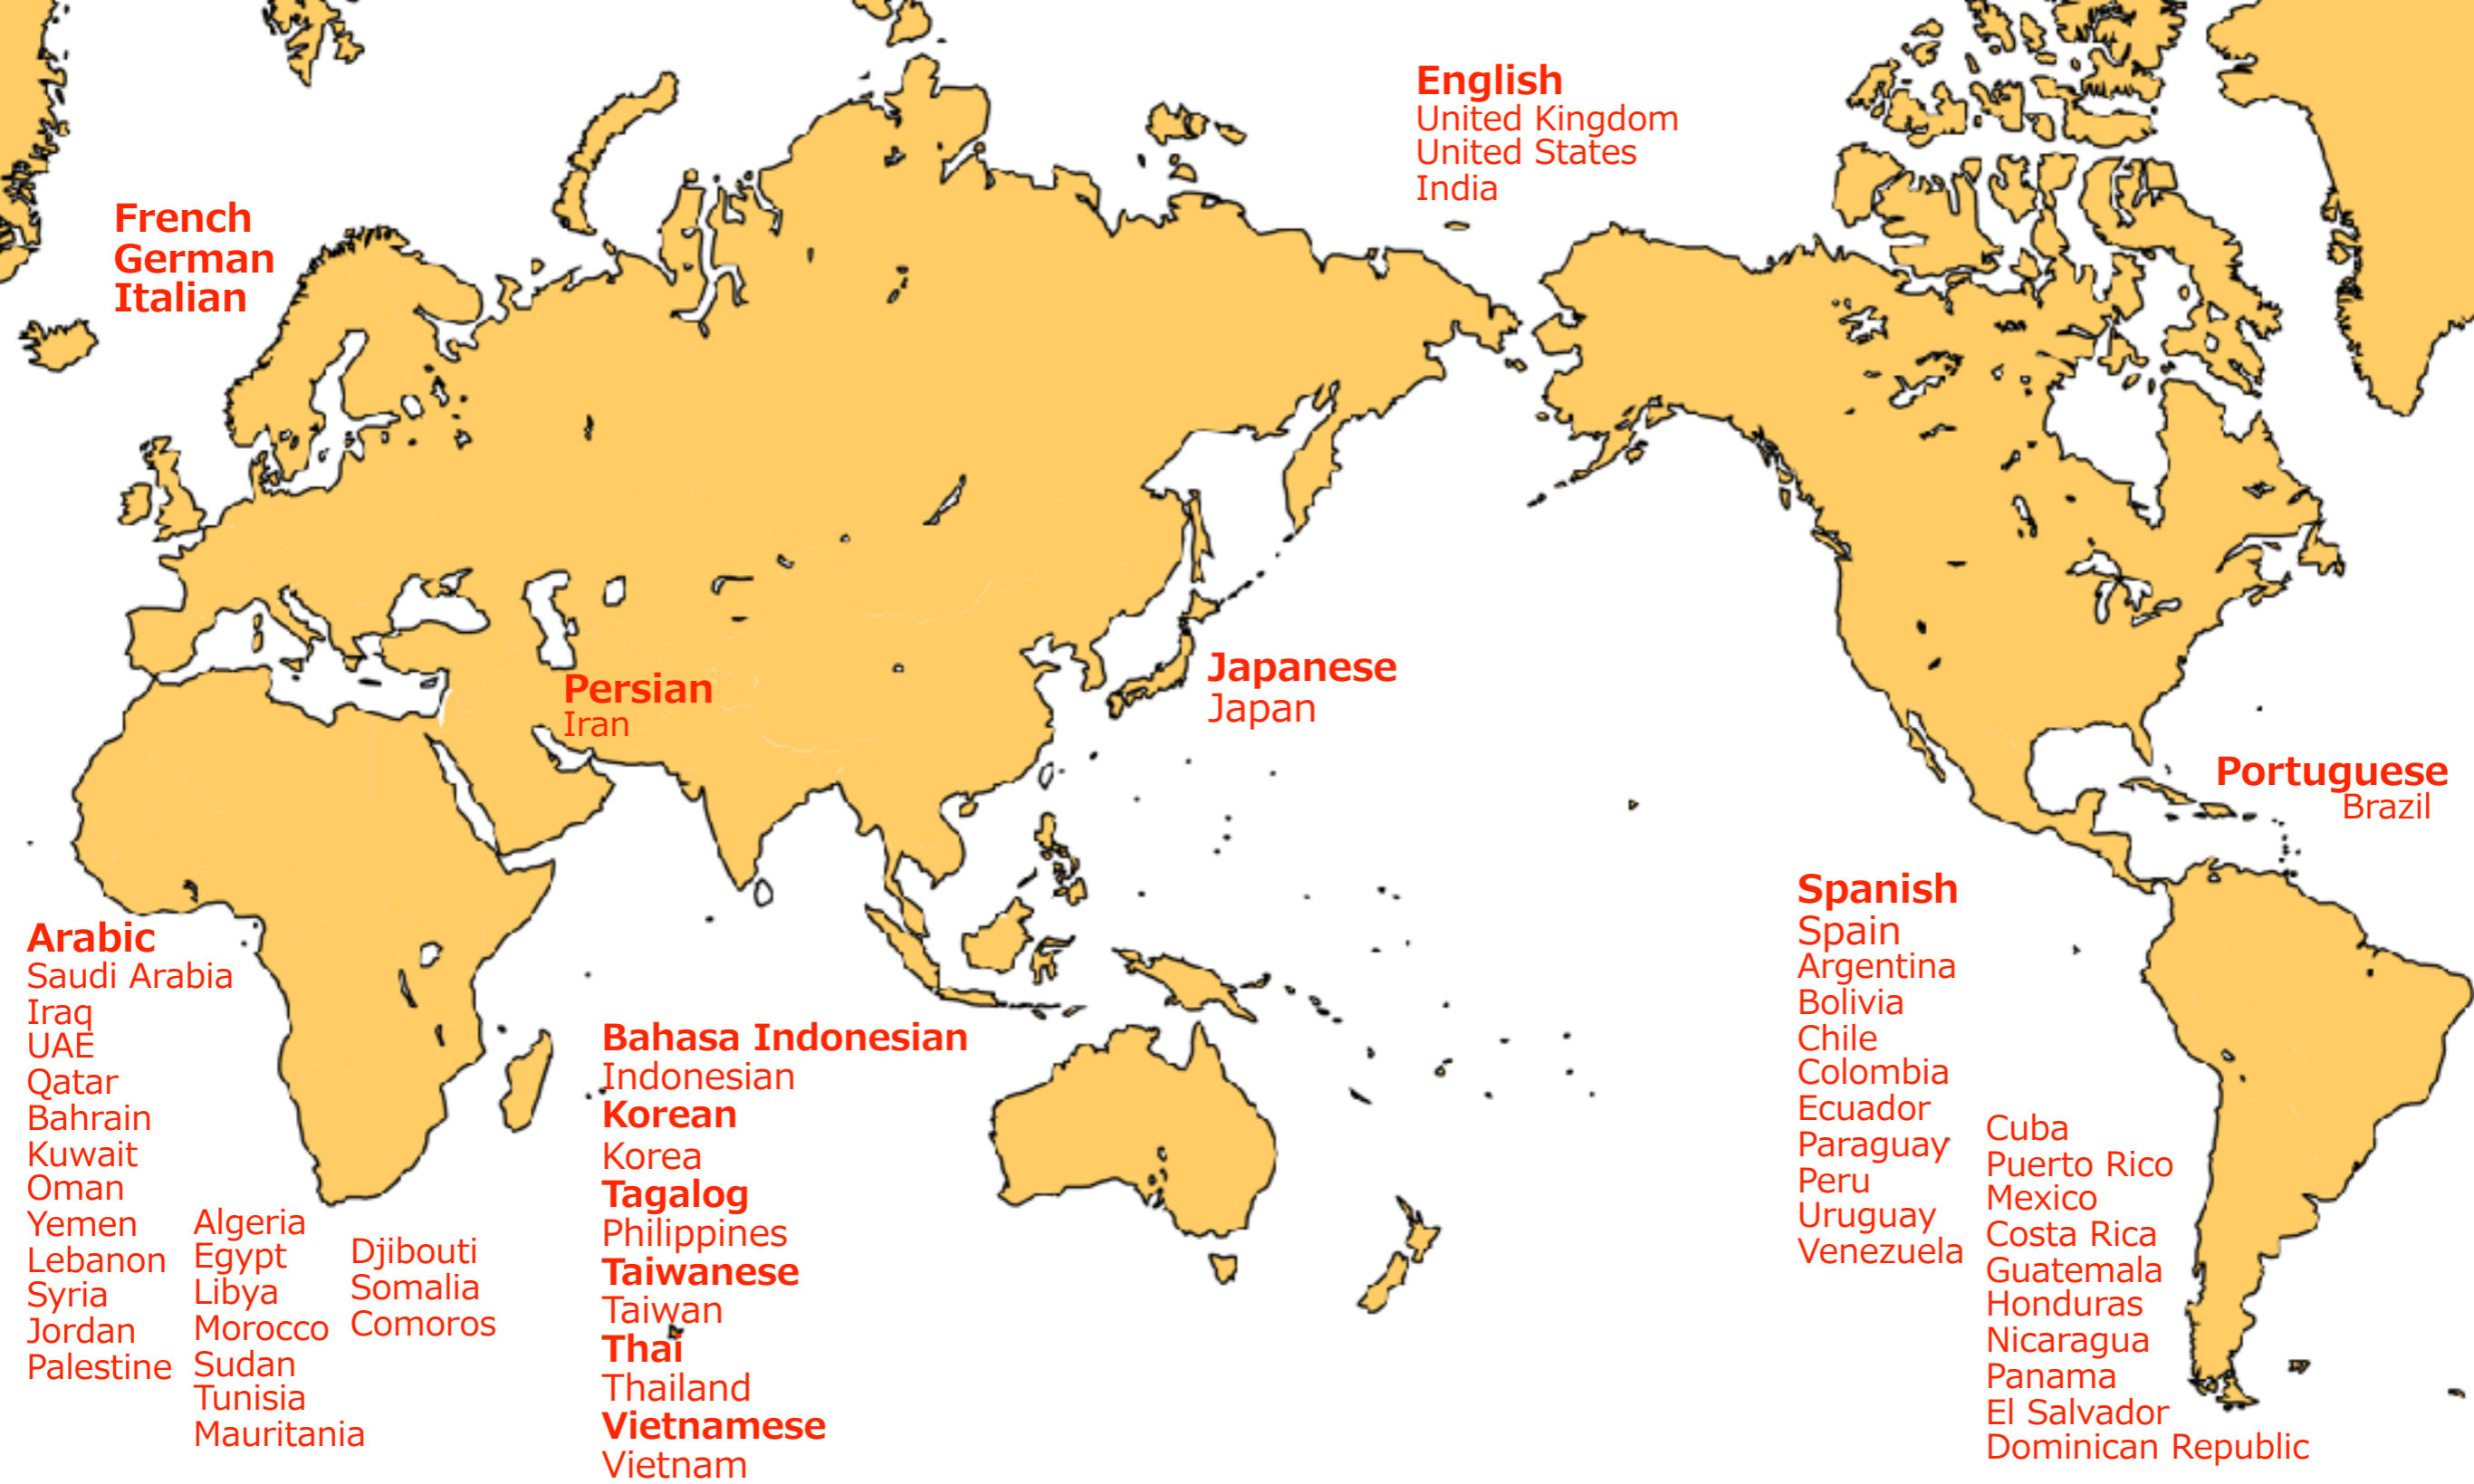 English
United Kingdom
United States
India
French
German
Italian
Persian
Iran
Japanese
Japan
Portuguese
Brazil
Arabic
Saudi Arabia
Iraq
UAE
Qatar
Bahrain
Kuwait
Oman
Yemen
Lebanon
Syria
Jordan
Palestine
Algeria
Egypt
Libya
Morocco
Sudan
Tunisia
Mauritania
Djibouti
Somalia
Comoros
Bahasa Indonesian
Indonesian
Korean
Korea
Tagalog
Philippines
Taiwanese
Taiwan
Thai
Thailand
Vietnamese
Vietnam
Spanish
Spain
Argentina
Bolivia
Chile
Colombia
Ecuador
Paraguay
Peru
Uruguay
Venezuela
Cuba
Puerto Rico
Mexico
Costa Rica
Guatemala
Honduras
Nicaragua
Panama
El Salvador
Dominican Republic